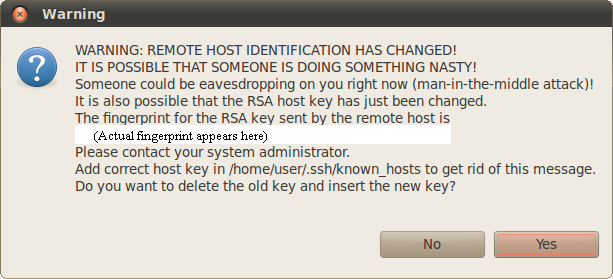 Warning
WARNING: REMOTE HOST IDENTIFICATION HAS CHANGED!
IT IS POSSIBLE THAT SOMEONE IS DOING SOMETHING NASTY!
Someone could be eavesdropping on you right now (man-in-the-middle attack)!
It is also possible that the RSA host key has just been changed.
The fingerprint for the RSA key sent by the remote host is
(Actual fingerprint appears here)
Please contact your system administrator.
Add correct host key in /home/user/.ssh/known_hosts to get rid of this message.
Do you want to delete the old key and insert the new key?
No Yes